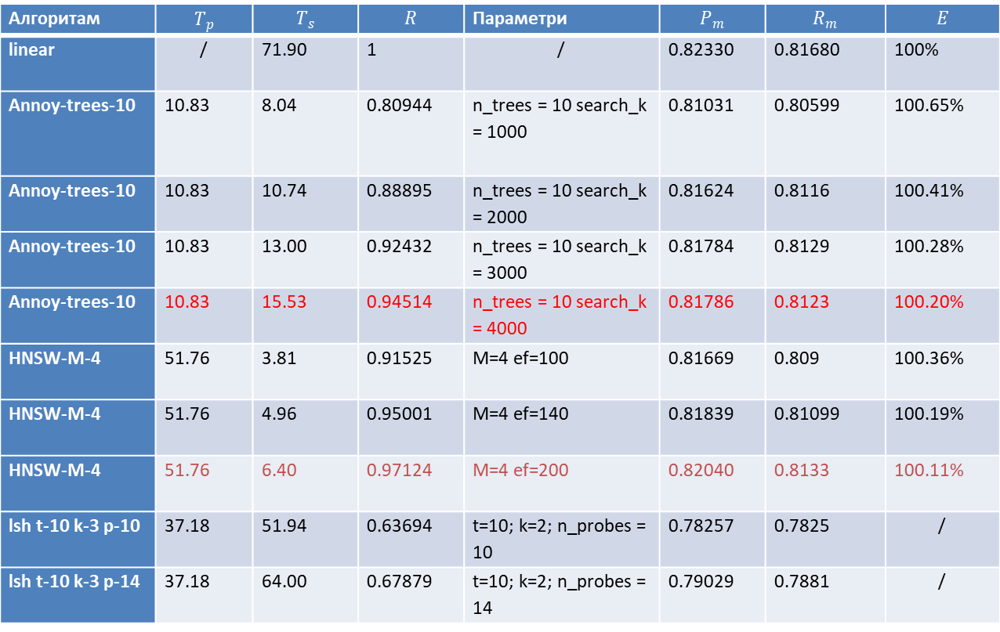 Алгоритам T_p T_s R Параметри P_m R_m E
linear / 71.90 1 / 0.82330 0.81680 100%
Annoy-trees-10 10.83 8.04 0.80944 n_trees = 10 search_k 0.81031 0.80599 100.65%
= 1000
Annoy-trees-10 10.83 10.74 0.88895 n_trees = 10 search_k 0.81624 0.8116 100.41%
= 2000
Annoy-trees-10 10.83 13.00 0.92432 n_trees = 10 search_k 0.81784 0.8129 100.28%
= 3000
Annoy-trees-10 10.83 15.53 0.94514 n_trees = 10 search_k 0.81786 0.8123 100.20%
= 4000
HNSW-M-4 51.76 3.81 0.91525 M=4 ef=100 0.81669 0.809 100.36%
HNSW-M-4 51.76 4.96 0.95001 M=4 ef=140 0.81839 0.81099 100.19%
HNSW-M-4 51.76 6.40 0.97124 M=4 ef=200 0.82040 0.8133 100.11%
lsh t-10 k-3 p-10 37.18 51.94 0.63694 t=10; k=2; n_probes = 0.78257 0.7825 /
10
lsh t-10 k-3 p-14 37.18 64.00 0.67879 t=10; k=2; n_probes = 0.79029 0.7881 /
14